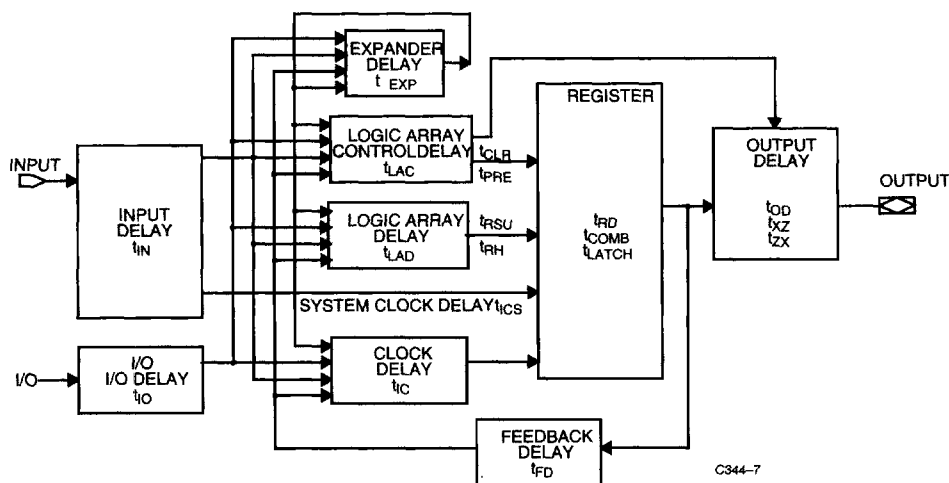 EXPANDER
DELAY
t EXP
REGISTER
LOGIC ARRAY
CONTROLDELAY
tLAC
tCLR
tPRE
OUTPUT
DELAY
tOD
tXZ
tZX
INPUT
OUTPUT
INPUT
DELAY
tIN
LOGIC ARRAY
DELAY
tLAD
tRSU
tRH
tRD
tCOMB
tLATCH
SYSTEM CLOCK DELAYtICS
I/O
I/O
I/O DELAY
tIO
CLOCK
DELAY
tIC
FEEDBACK
DELAY
tFD
C344–7